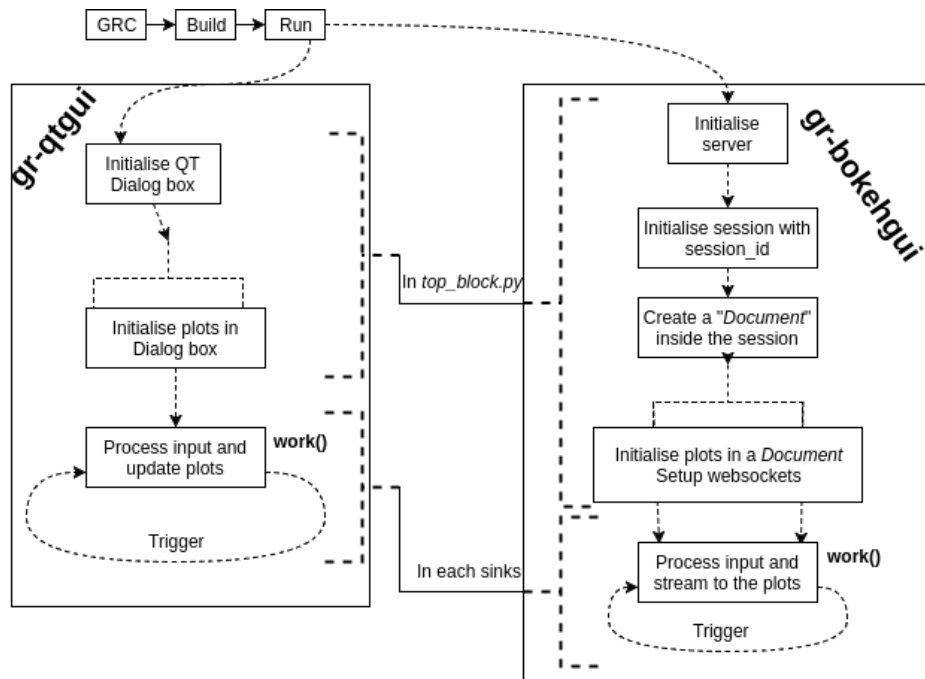 GRC
Build
Run
gr-qtgui
Initialise QT
Dialog box
Initialise plots in
Dialog box
Process input and
update plots
work()
Trigger
In top_block.py
In each sinks
gr-bokehgui
Initialise
server
Initialise session with
session_id
Create a "Document"
inside the session
Initialise plots in a Document
Setup websockets
Process input and
stream to the plots
work()
Trigger